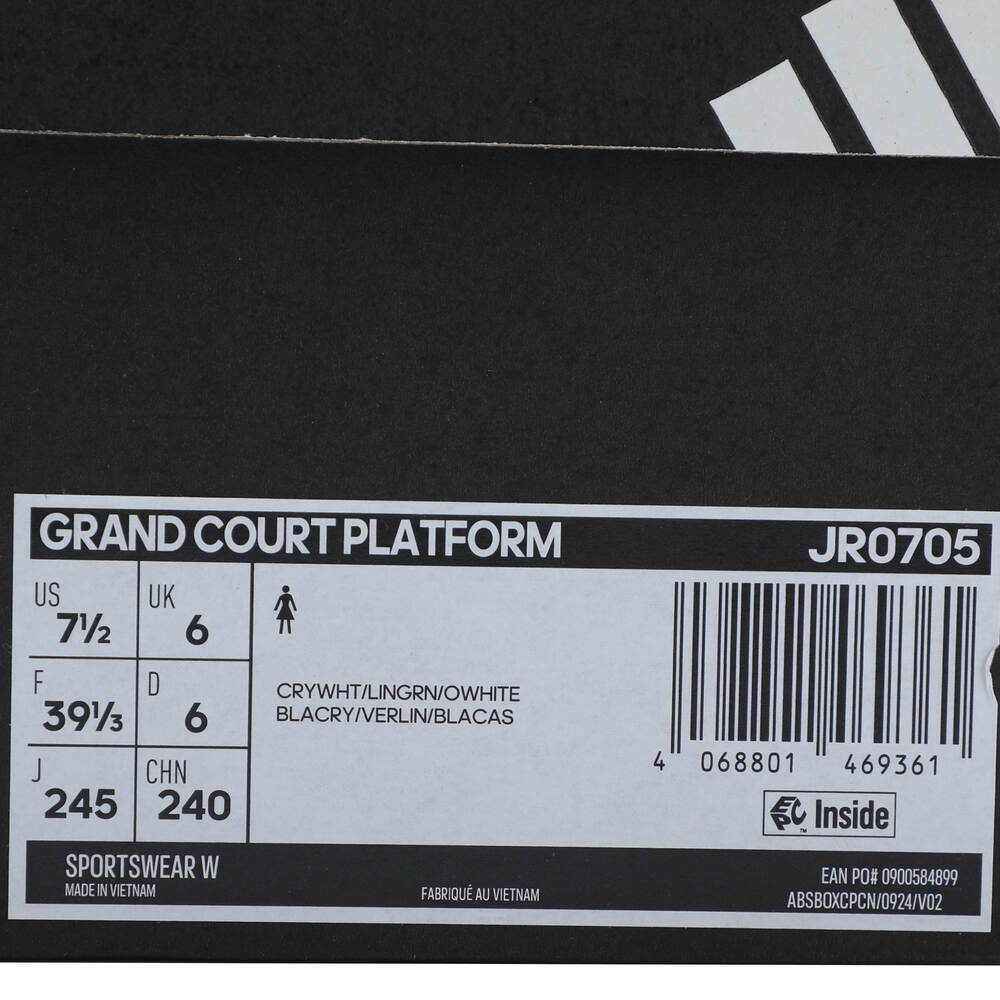 GRAND COURT PLATFORM JR0705
US 7½ UK 6
F 39⅓ D 6
J 245 CHN 240
CRYWHT/LINGRN/OWHITE
BLACRY/VERLIN/BLACAS
4 068801 469361
EPC Inside
TM
SPORTSWEAR W
MADE IN VIETNAM
FABRIQUÉ AU VIETNAM
EAN PO# 0900584899
ABSBOXCPCN/0924/V02